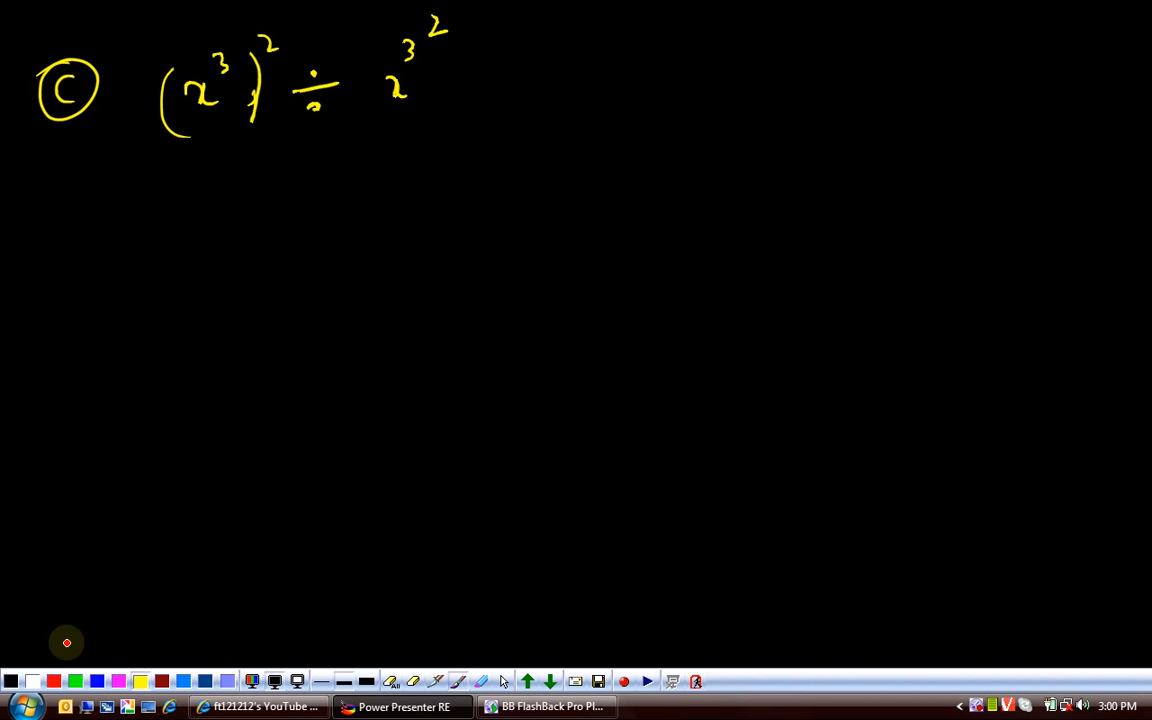 C (x³)² ÷ x^3^2
ft121212's YouTube ... Power Presenter RE BB FlashBack Pro Pl... 3:00 PM